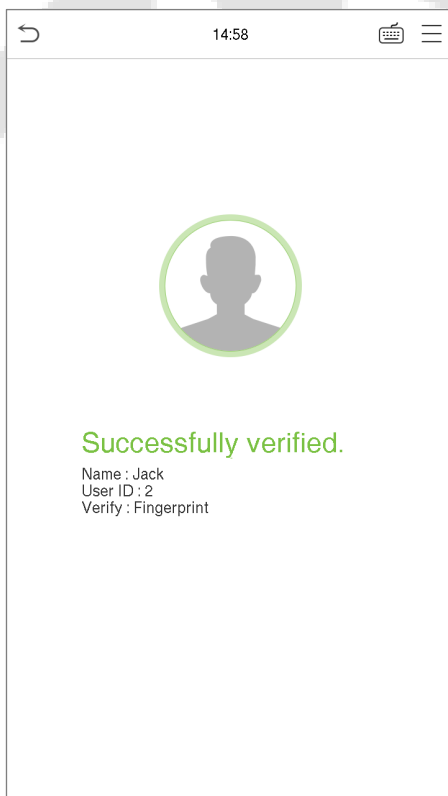 14:58
Successfully verified.
Name : Jack
User ID : 2
Verify : Fingerprint